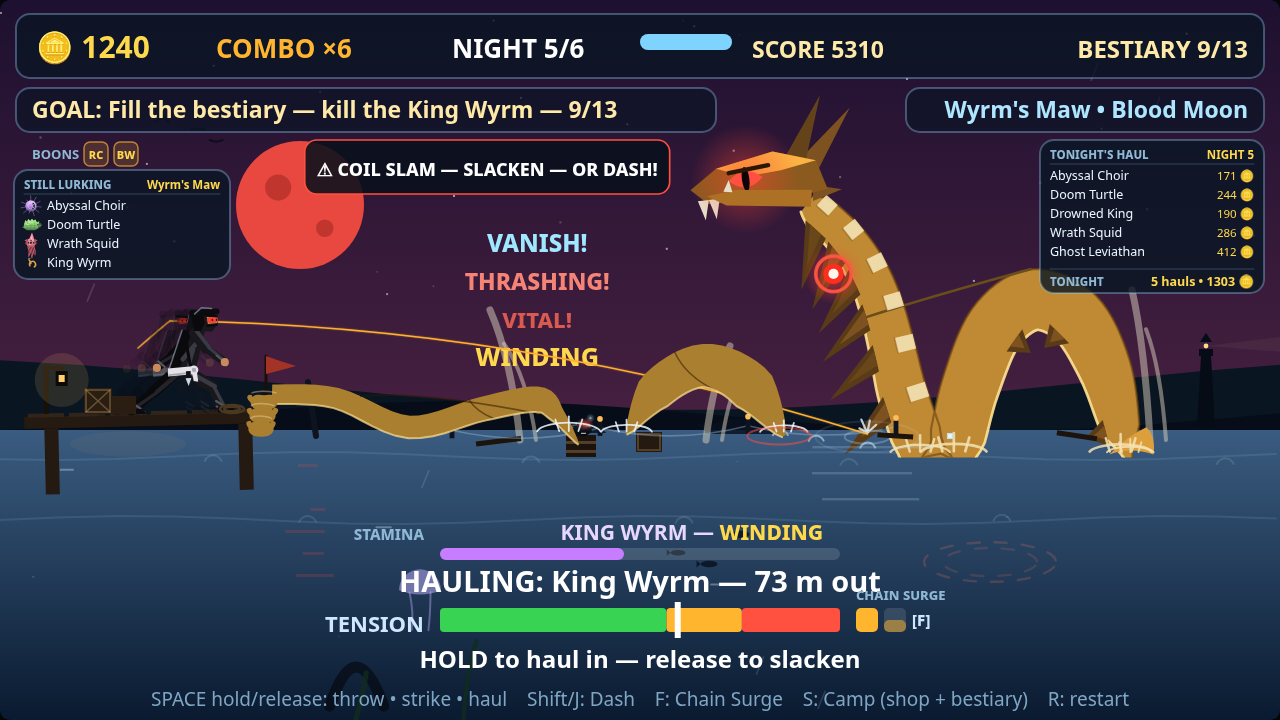 1240 COMBO ×6 NIGHT 5/6 SCORE 5310 BESTIARY 9/13
GOAL: Fill the bestiary — kill the King Wyrm — 9/13
Wyrm's Maw • Blood Moon
BOONS RC BW
STILL LURKING Wyrm's Maw
Abyssal Choir
Doom Turtle
Wrath Squid
King Wyrm
⚠ COIL SLAM — SLACKEN — OR DASH!
TONIGHT'S HAUL NIGHT 5
Abyssal Choir 171
Doom Turtle 244
Drowned King 190
Wrath Squid 286
Ghost Leviathan 412
TONIGHT 5 hauls • 1303
VANISH!
THRASHING!
VITAL!
WINDING
STAMINA KING WYRM — WINDING
HAULING: King Wyrm — 73 m out
CHAIN SURGE
TENSION [F]
HOLD to haul in — release to slacken
SPACE hold/release: throw • strike • haul Shift/J: Dash F: Chain Surge S: Camp (shop + bestiary) R: restart